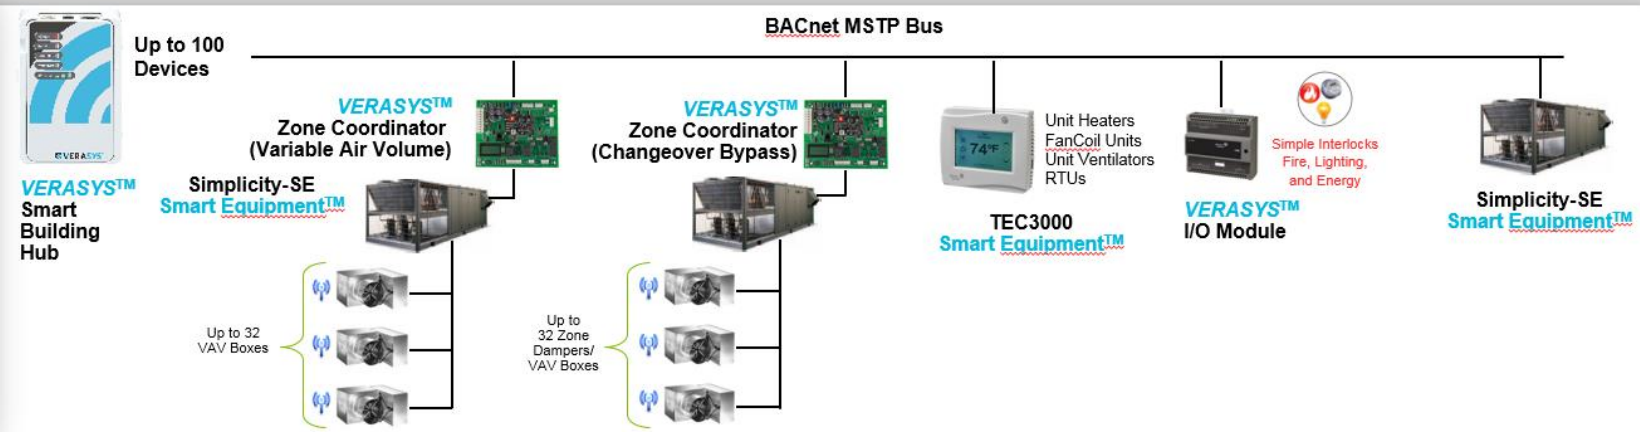 BACnet MSTP Bus
Up to 100
Devices
VERASYS
VERASYS™
Smart
Building
Hub
VERASYS™
Zone Coordinator
(Variable Air Volume)
Simplicity-SE
Smart Equipment™
Up to 32
VAV Boxes
VERASYS™
Zone Coordinator
(Changeover Bypass)
Up to
32 Zone
Dampers/
VAV Boxes
74°F
Unit Heaters
FanCoil Units
Unit Ventilators
RTUs
TEC3000
Smart Equipment™
Simple Interlocks
Fire, Lighting,
and Energy
VERASYS™
I/O Module
Simplicity-SE
Smart Equipment™